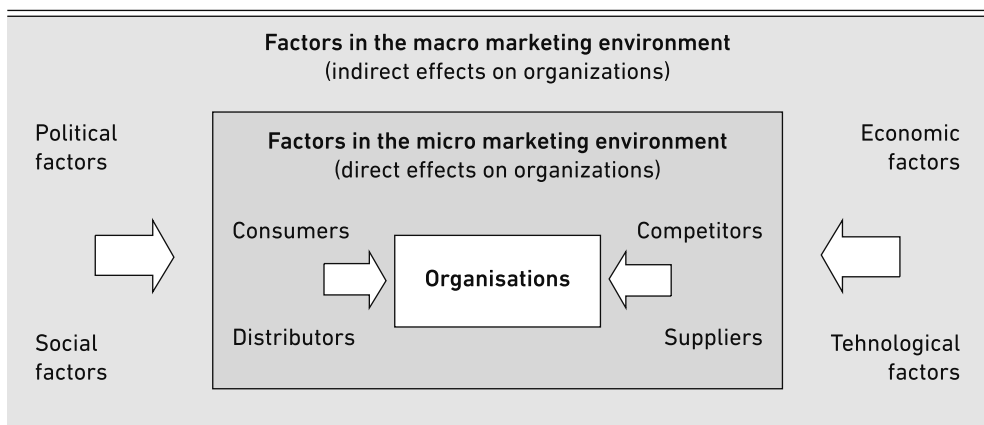 Factors in the macro marketing environment
(indirect effects on organizations)
Political
factors
Economic
factors
Factors in the micro marketing environment
(direct effects on organizations)
Consumers
Competitors
Organisations
Distributors
Suppliers
Social
factors
Tehnological
factors